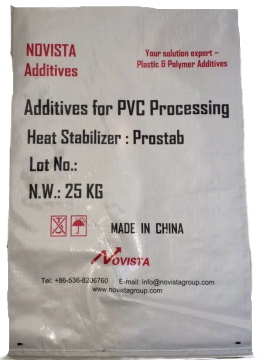 NOVISTA
Additives
Your solution expert –
Plastic & Polymer Additives
Additives for PVC Processing
Heat Stabilizer : Prostab
Lot No.:
N.W.: 25 KG
MADE IN CHINA
NOVISTA
Tel: +86-536-8206760 E-mail: info@novistagroup.com
www.novistagroup.com